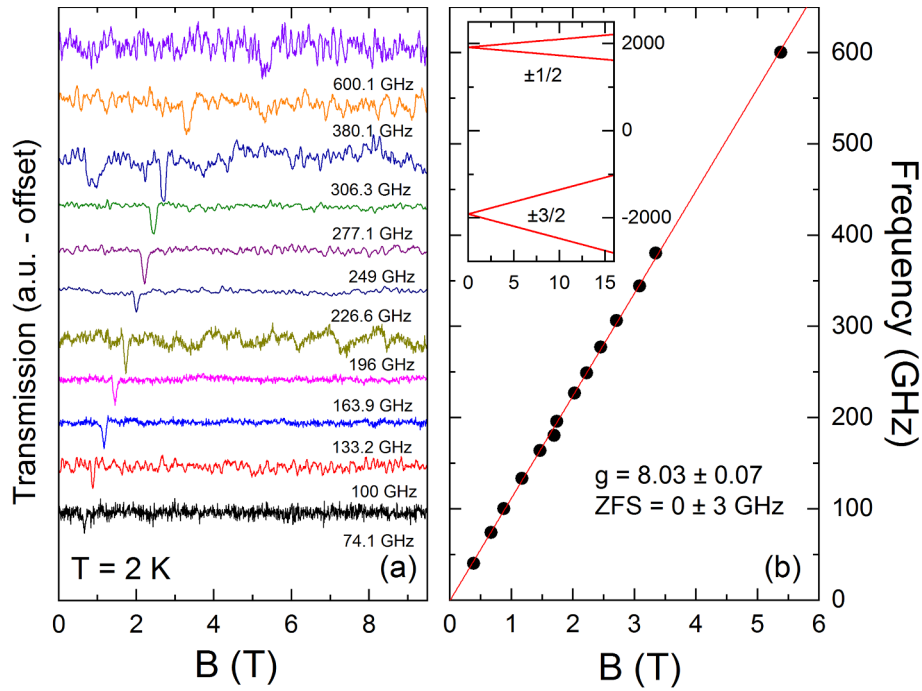 Transmission (a.u. - offset)
600.1 GHz
380.1 GHz
306.3 GHz
277.1 GHz
249 GHz
226.6 GHz
196 GHz
163.9 GHz
133.2 GHz
100 GHz
74.1 GHz
T = 2 K
(a)
0 2 4 6 8
B (T)
2000
0
-2000
±1/2
±3/2
0 5 10 15
600
500
400
300
200
100
0
Frequency (GHz)
g = 8.03 ± 0.07
ZFS = 0 ± 3 GHz
(b)
0 1 2 3 4 5 6
B (T)